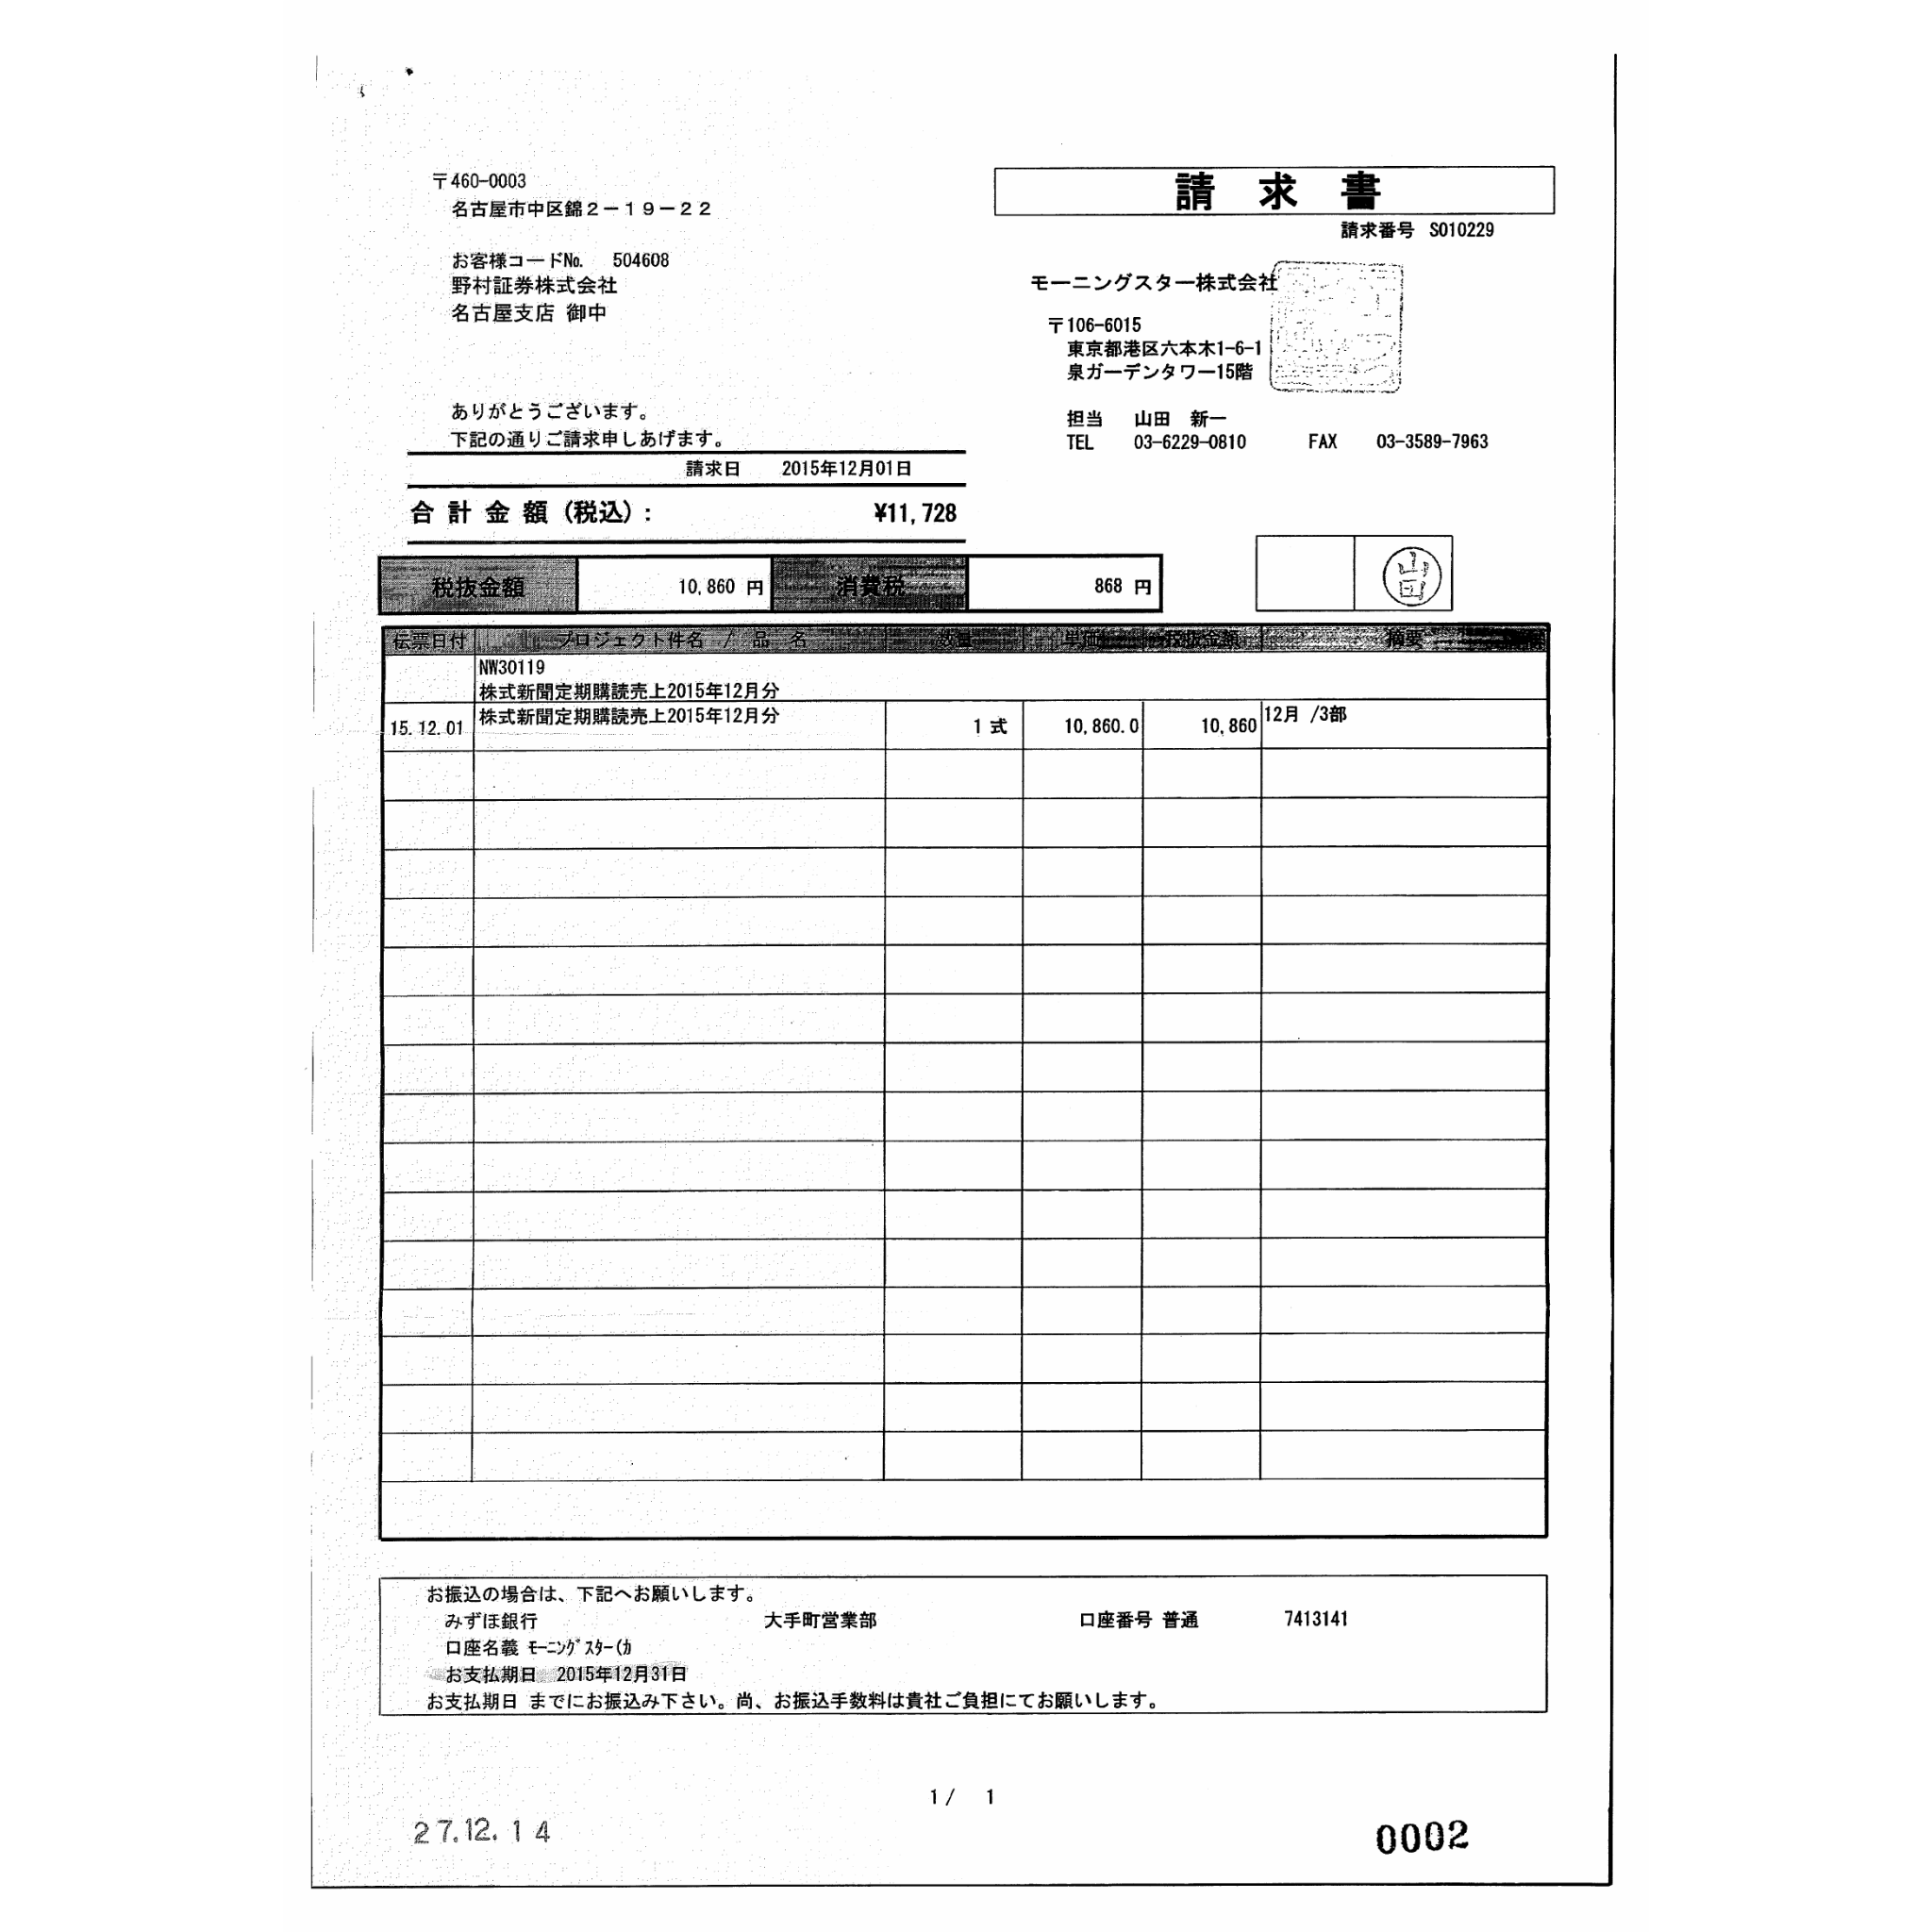 〒460-0003
名古屋市中区錦２－１９－２２
お客様コードNo. 504608
野村証券株式会社
名古屋支店 御中
請 求 書
請求番号 S010229
モーニングスター株式会社
〒106-6015
東京都港区六本木1-6-1
泉ガーデンタワー15階
担当 山田 新一
TEL 03-6229-0810 FAX 03-3589-7963
ありがとうございます。
下記の通りご請求申しあげます。
請求日 2015年12月01日
合 計 金 額 (税込) : ¥11,728
税抜金額 10,860 円 消費税 868 円
山田
伝票日付 プロジェクト件名 / 品 名 数量 単価 税抜金額 摘要
NW30119
株式新聞定期購読売上2015年12月分
15.12.01 株式新聞定期購読売上2015年12月分 1 式 10,860.0 10,860 12月 /3部
お振込の場合は、下記へお願いします。
みずほ銀行 大手町営業部 口座番号 普通 7413141
口座名義 ﾓｰﾆﾝｸﾞｽﾀｰ(ｶ
お支払期日 2015年12月31日
お支払期日 までにお振込み下さい。尚、お振込手数料は貴社ご負担にてお願いします。
1 / 1
27.12.14
0002